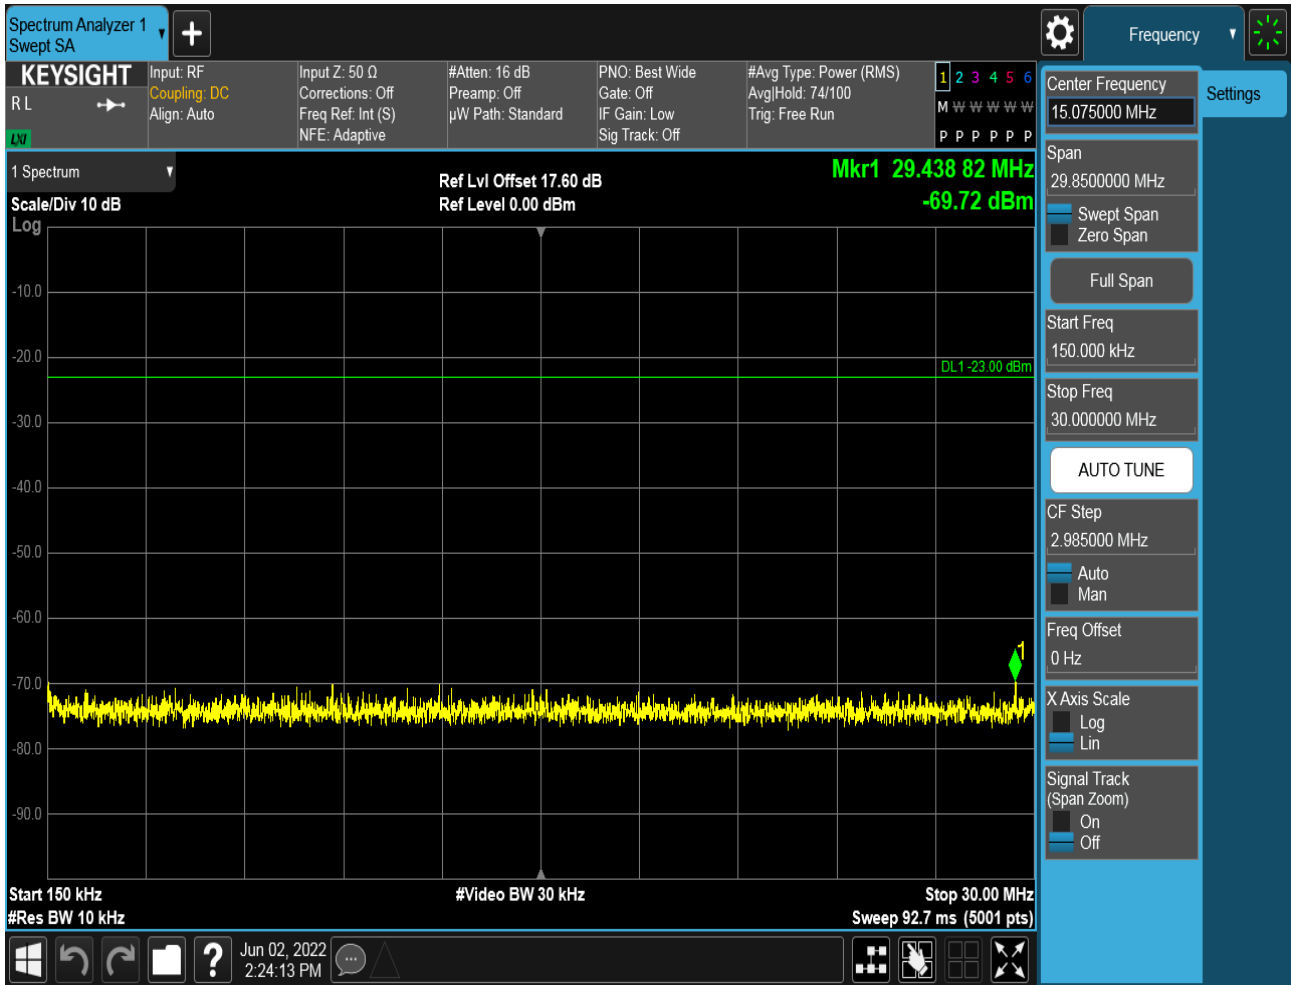 Spectrum Analyzer 1
Swept SA
Frequency
KEYSIGHT
R L
LXI
Input: RF
Coupling: DC
Align: Auto
Input Z: 50 Ω
Corrections: Off
Freq Ref: Int (S)
NFE: Adaptive
#Atten: 16 dB
Preamp: Off
µW Path: Standard
PNO: Best Wide
Gate: Off
IF Gain: Low
Sig Track: Off
#Avg Type: Power (RMS)
Avg|Hold: 74/100
Trig: Free Run
1 2 3 4 5 6
M W W W W W
P P P P P P
1 Spectrum
Scale/Div 10 dB
Log
Ref Lvl Offset 17.60 dB
Ref Level 0.00 dBm
Mkr1 29.438 82 MHz
-69.72 dBm
-10.0
-20.0
DL1 -23.00 dBm
-30.0
-40.0
-50.0
-60.0
1
-70.0
-80.0
-90.0
Start 150 kHz
#Res BW 10 kHz
#Video BW 30 kHz
Stop 30.00 MHz
Sweep 92.7 ms (5001 pts)
Center Frequency
15.075000 MHz
Settings
Span
29.8500000 MHz
Swept Span
Zero Span
Full Span
Start Freq
150.000 kHz
Stop Freq
30.000000 MHz
AUTO TUNE
CF Step
2.985000 MHz
Auto
Man
Freq Offset
0 Hz
X Axis Scale
Log
Lin
Signal Track
(Span Zoom)
On
Off
?
Jun 02, 2022
2:24:13 PM